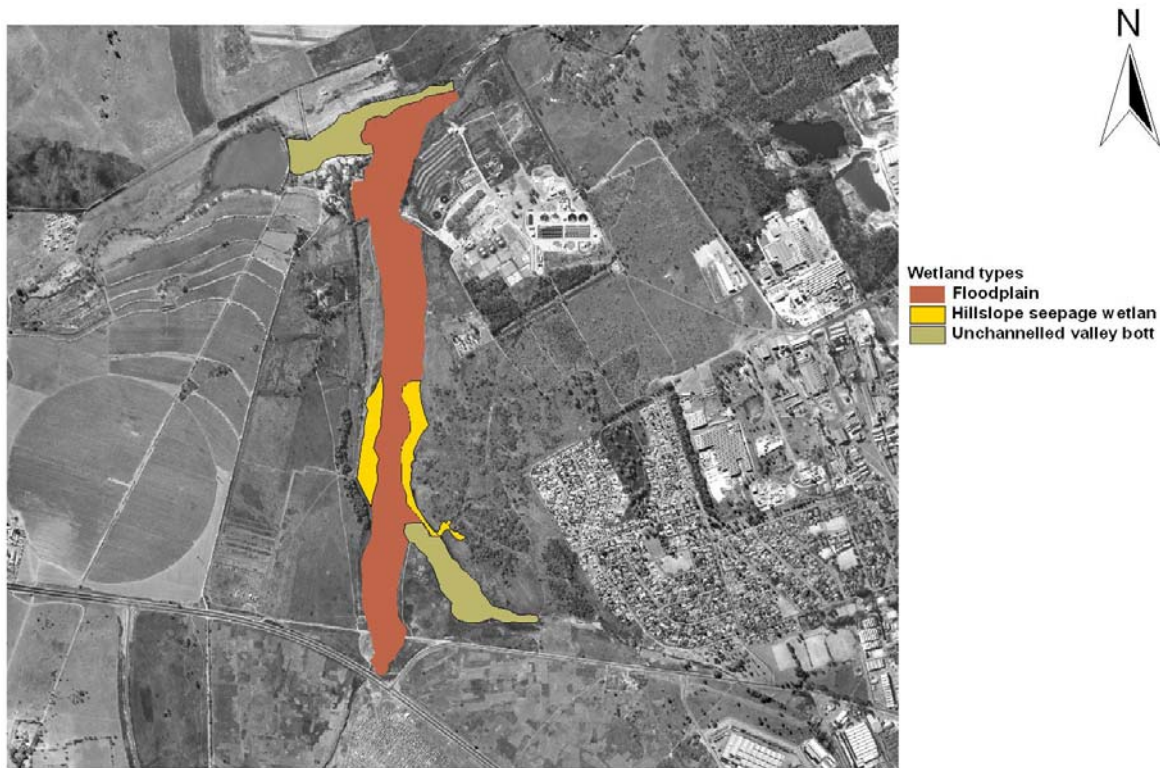 N
Wetland types
Floodplain
Hillslope seepage wetlan
Unchannelled valley bott